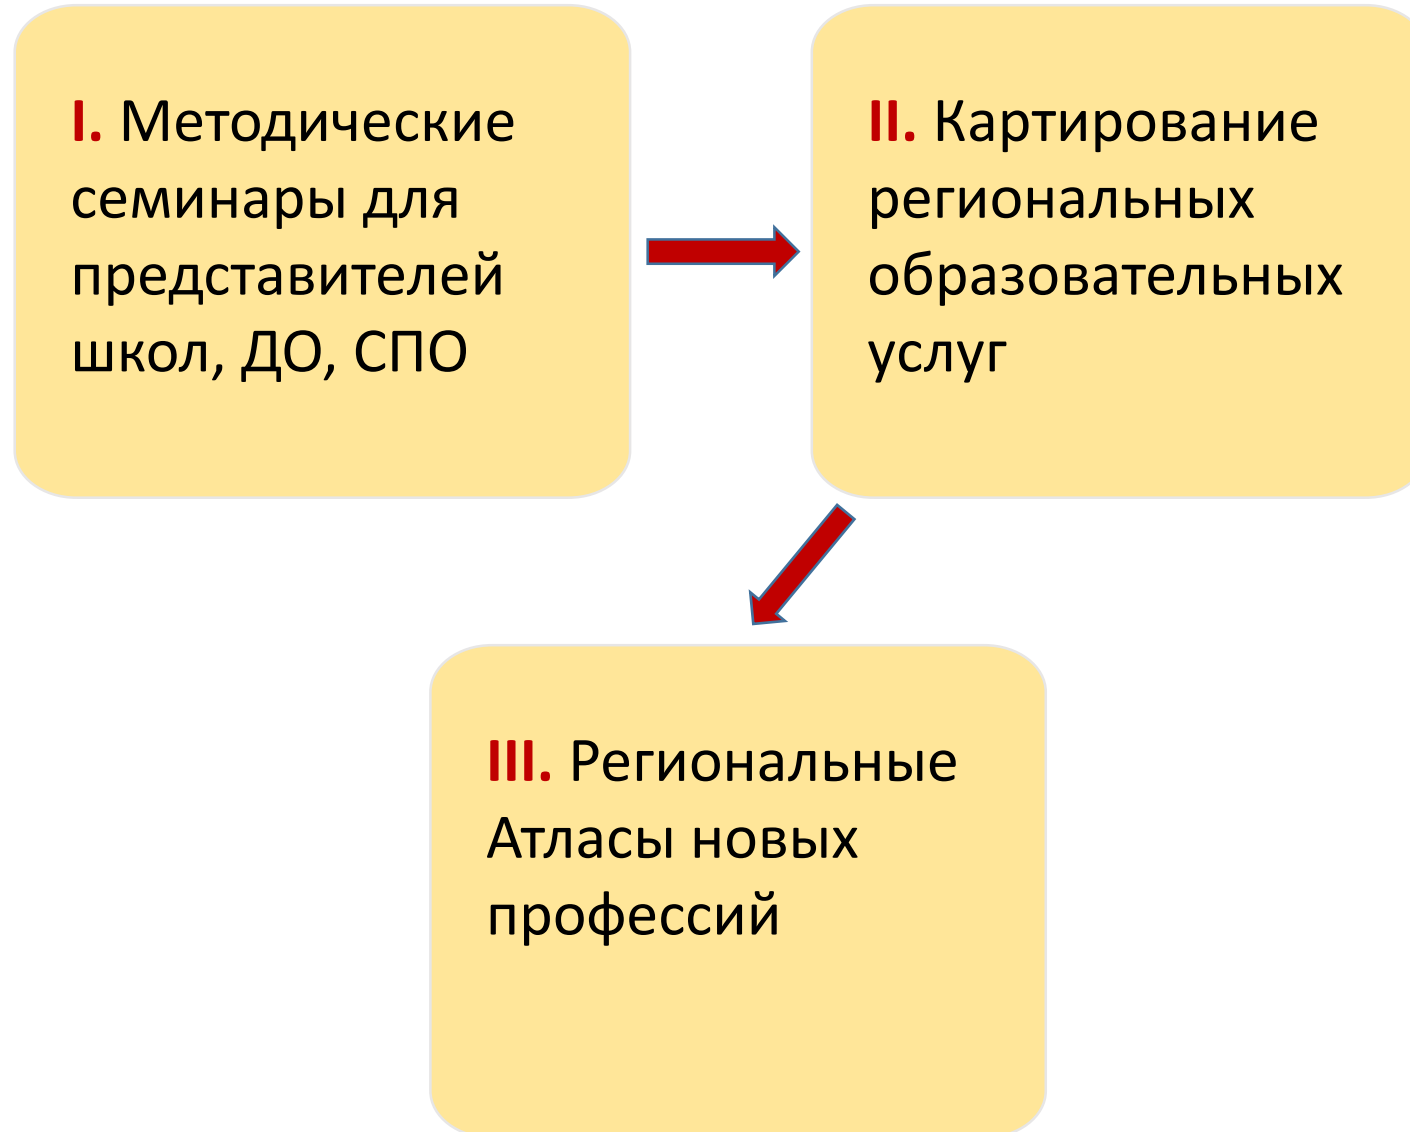 I. Методические
семинары для
представителей
школ, ДО, СПО
II. Картирование
региональных
образовательных
услуг
III. Региональные
Атласы новых
профессий